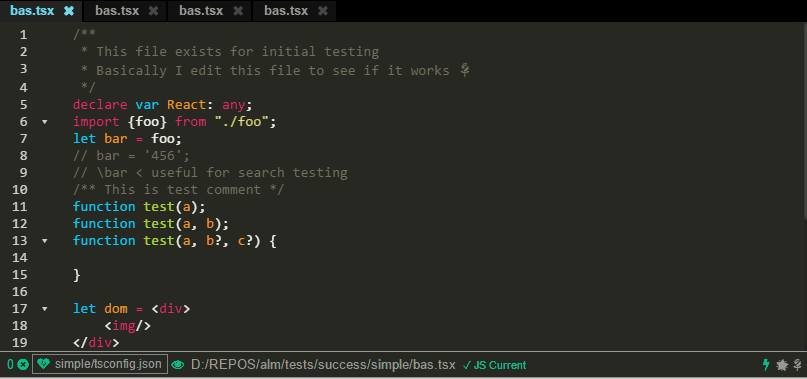 bas.tsx ✖ bas.tsx ✖ bas.tsx ✖ bas.tsx ✖
1 /**
2 * This file exists for initial testing
3 * Basically I edit this file to see if it works 🌹
4 */
5 declare var React: any;
6 import {foo} from "./foo";
7 let bar = foo;
8 // bar = '456';
9 // \bar < useful for search testing
10 /** This is test comment */
11 function test(a);
12 function test(a, b);
13 function test(a, b?, c?) {
14
15 }
16
17 let dom = <div>
18 <img/>
19 </div>
0 simple/tsconfig.json D:/REPOS/alm/tests/success/simple/bas.tsx ✓JS Current